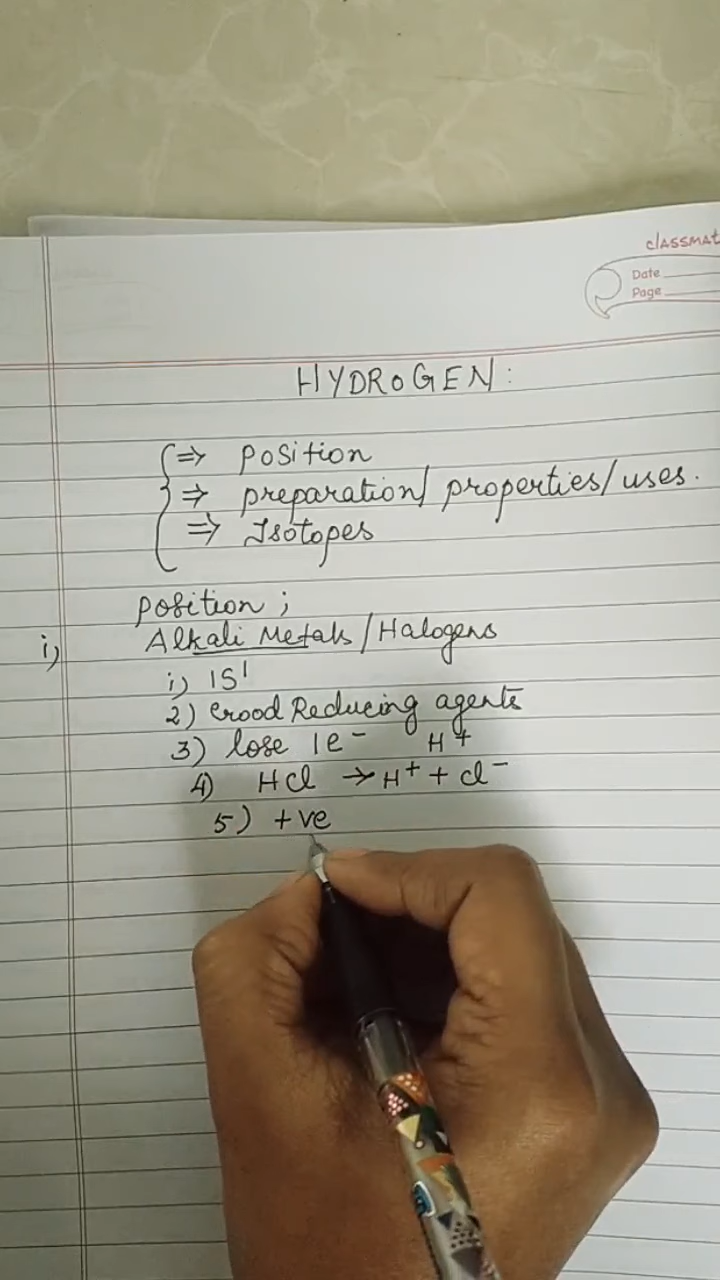 classmat
Date
Page
HYDROGEN:
⇒ position
⇒ preparation/ properties/uses.
⇒ Isotopes
position ;
i) Alkali Metals/Halogens
i) 1S¹
2) Good Reducing agents
3) lose 1e⁻ H⁺
4) HCl → H⁺ + Cl⁻
5) +ve